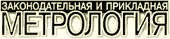 ЗАКОНОДАТЕЛЬНАЯ И ПРИКЛАДНАЯ
МЕТРОЛОГИЯ